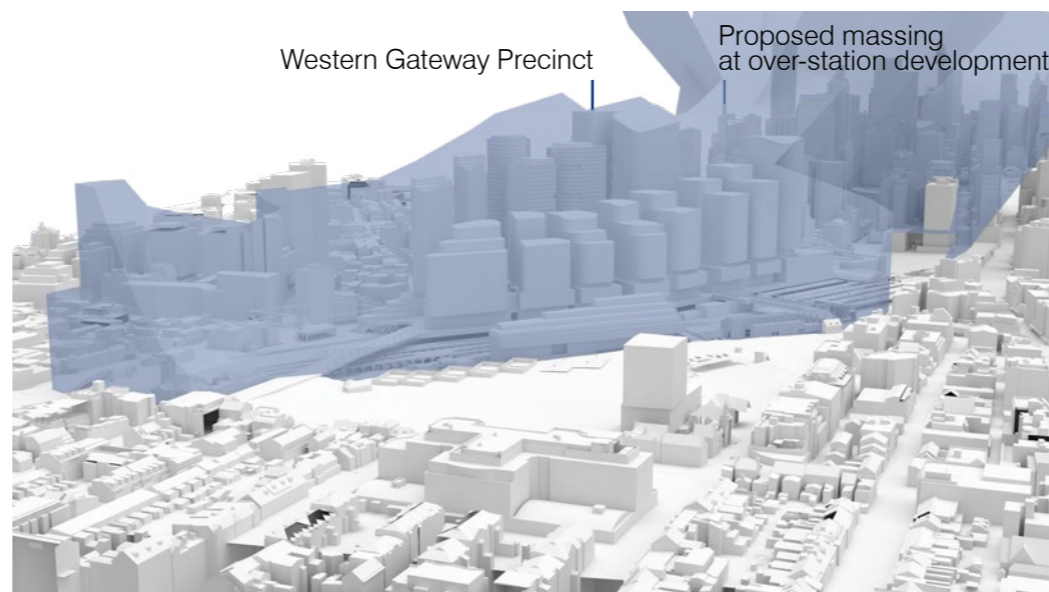 Western Gateway Precinct
Proposed massing
at over-station development